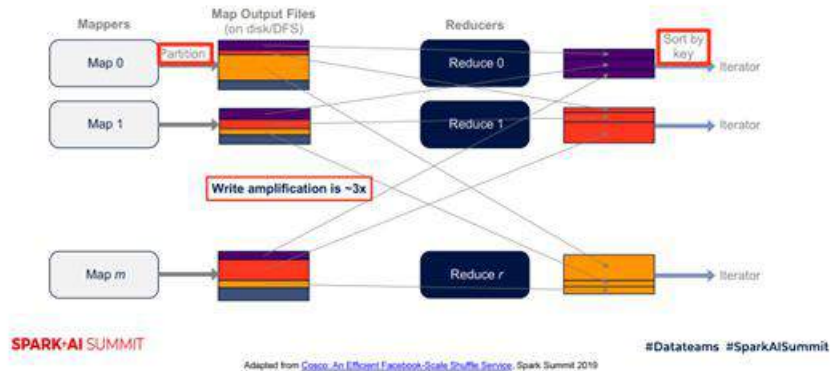 Mappers
Map Output Files
(on disk/DFS)
Reducers
Map 0
Partition
Reduce 0
Sort by
key
Iterator
Map 1
Reduce 1
Iterator
Write amplification is ~3x
Map m
Reduce r
Iterator
SPARK+AI SUMMIT
#Datateams #SparkAISummit
Adapted from Cosco: An Efficient Facebook-Scale Shuffle Service, Spark Summit 2019